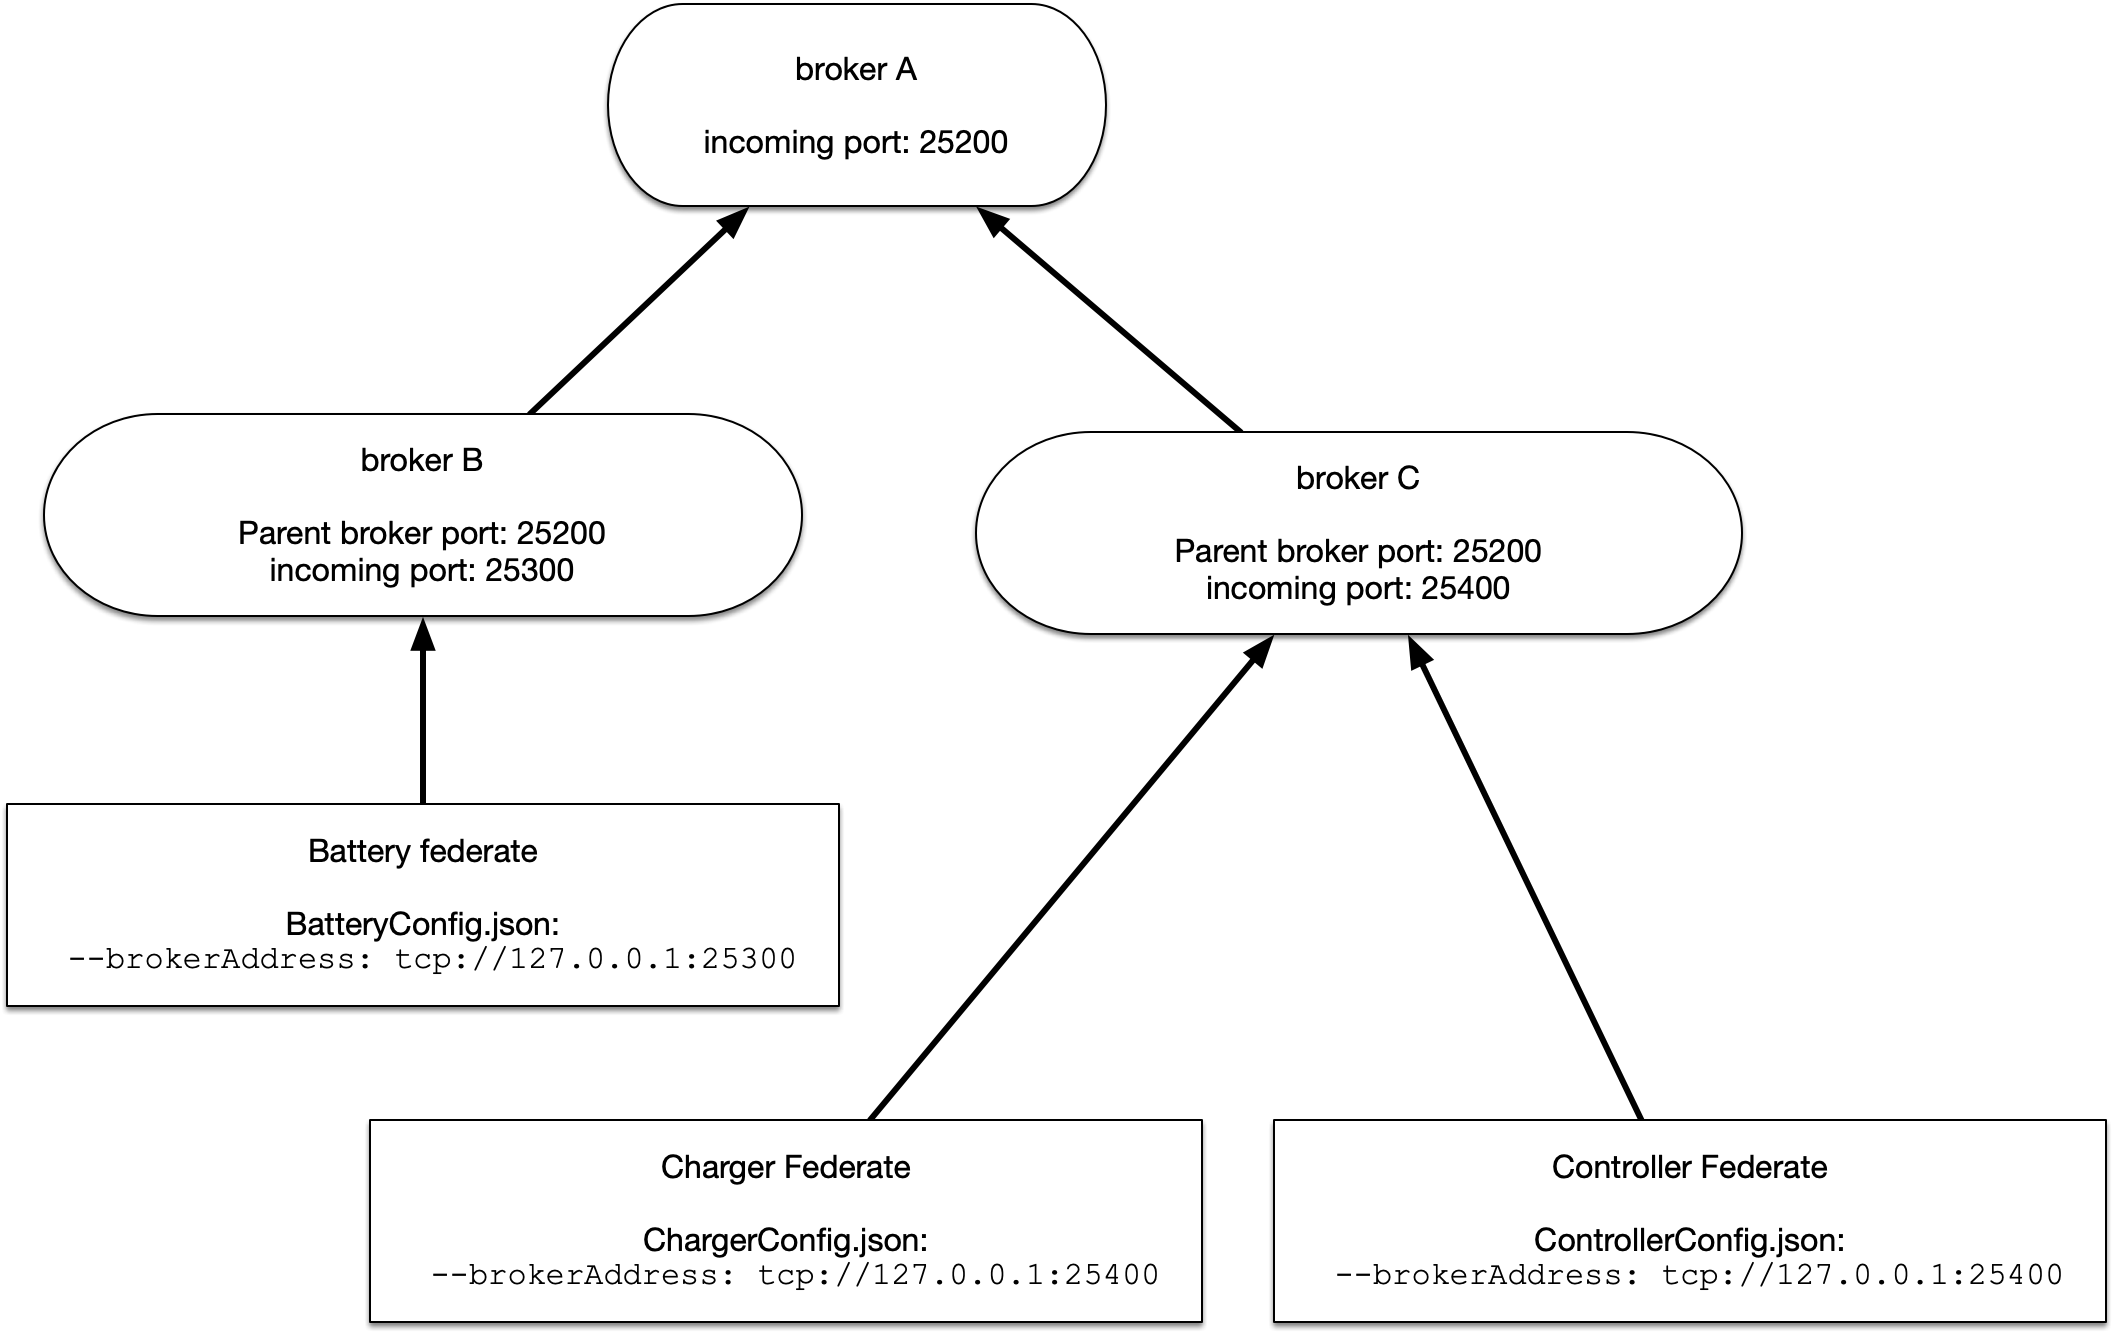 broker A
incoming port: 25200
broker B
Parent broker port: 25200
incoming port: 25300
broker C
Parent broker port: 25200
incoming port: 25400
Battery federate
BatteryConfig.json:
--brokerAddress: tcp://127.0.0.1:25300
Charger Federate
ChargerConfig.json:
--brokerAddress: tcp://127.0.0.1:25400
Controller Federate
ControllerConfig.json:
--brokerAddress: tcp://127.0.0.1:25400